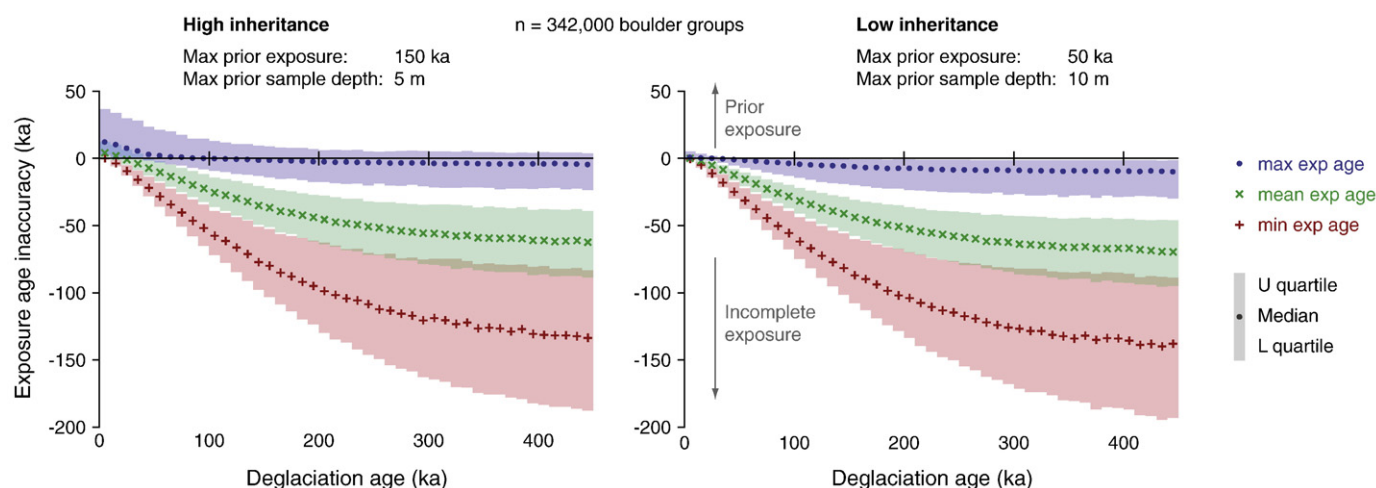 High inheritance
n = 342,000 boulder groups
Low inheritance
Max prior exposure: 150 ka
Max prior sample depth: 5 m
Max prior exposure: 50 ka
Max prior sample depth: 10 m
Exposure age inaccuracy (ka)
50
0
-50
-100
-150
-200
0 100 200 300 400
Deglaciation age (ka)
50
0
-50
-100
-150
-200
0 100 200 300 400
Deglaciation age (ka)
Prior
exposure
Incomplete
exposure
max exp age
mean exp age
min exp age
U quartile
Median
L quartile